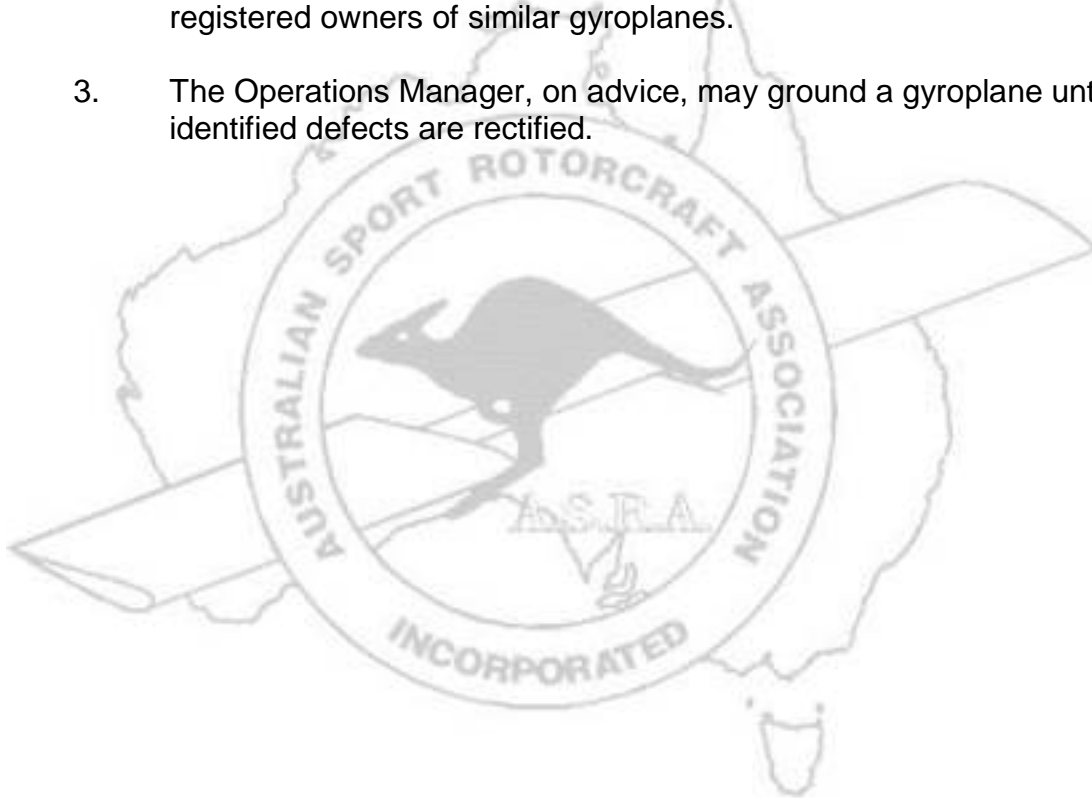 registered owners of similar gyroplanes.
3. The Operations Manager, on advice, may ground a gyroplane unt
identified defects are rectified.
AUSTRALIAN SPORT ROTORCRAFT ASSOCIATION
A.S.R.A.
INCORPORATED